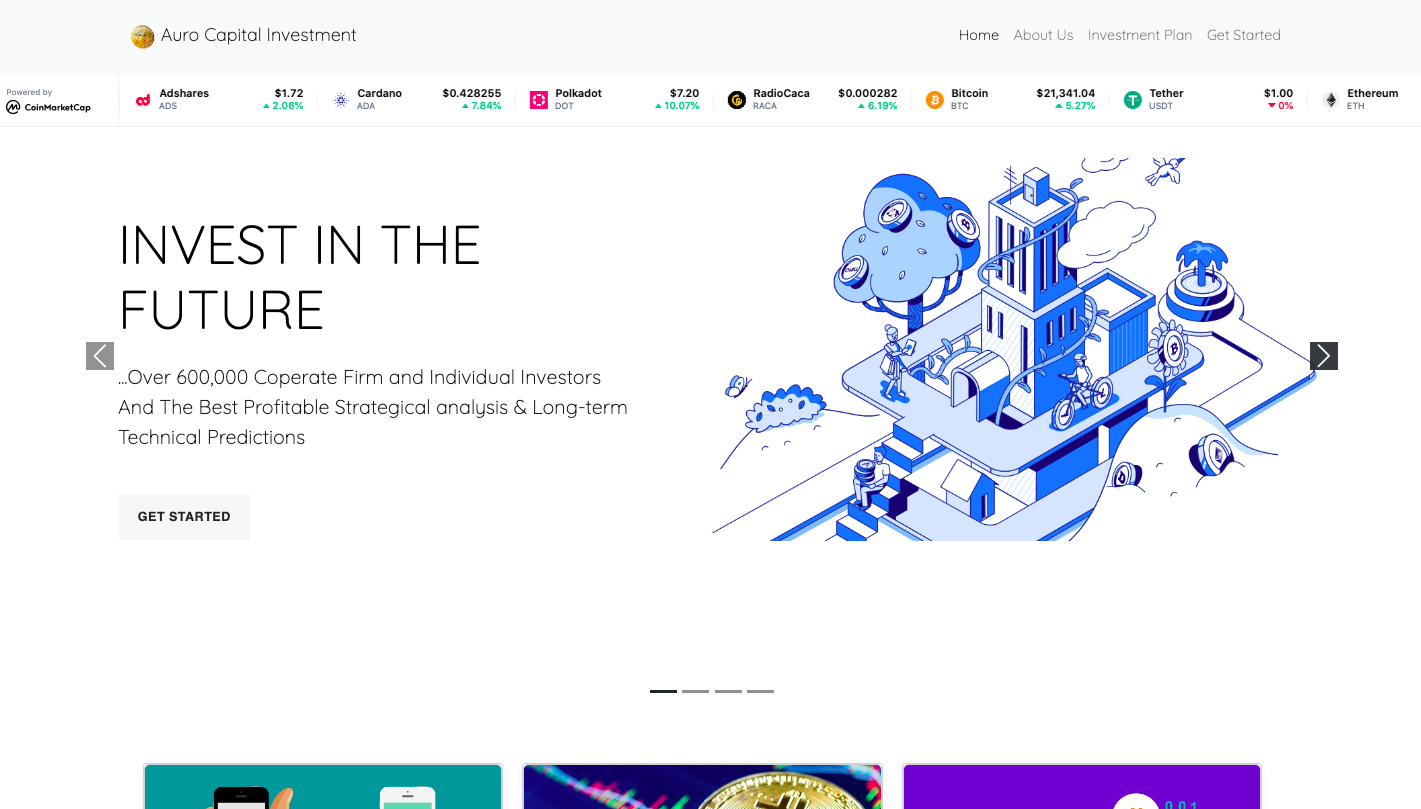 Auro Capital Investment
Home About Us Investment Plan Get Started
Powered by
CoinMarketCap
Adshares $1.72
ADS 2.06%
Cardano $0.428255
ADA 7.84%
Polkadot $7.20
DOT 10.07%
RadioCaca $0.000282
RACA 6.19%
Bitcoin $21,341.04
BTC 5.27%
Tether $1.00
USDT 0%
Ethereum
ETH
INVEST IN THE
FUTURE
...Over 600,000 Coperate Firm and Individual Investors
And The Best Profitable Strategical analysis & Long-term
Technical Predictions
GET STARTED